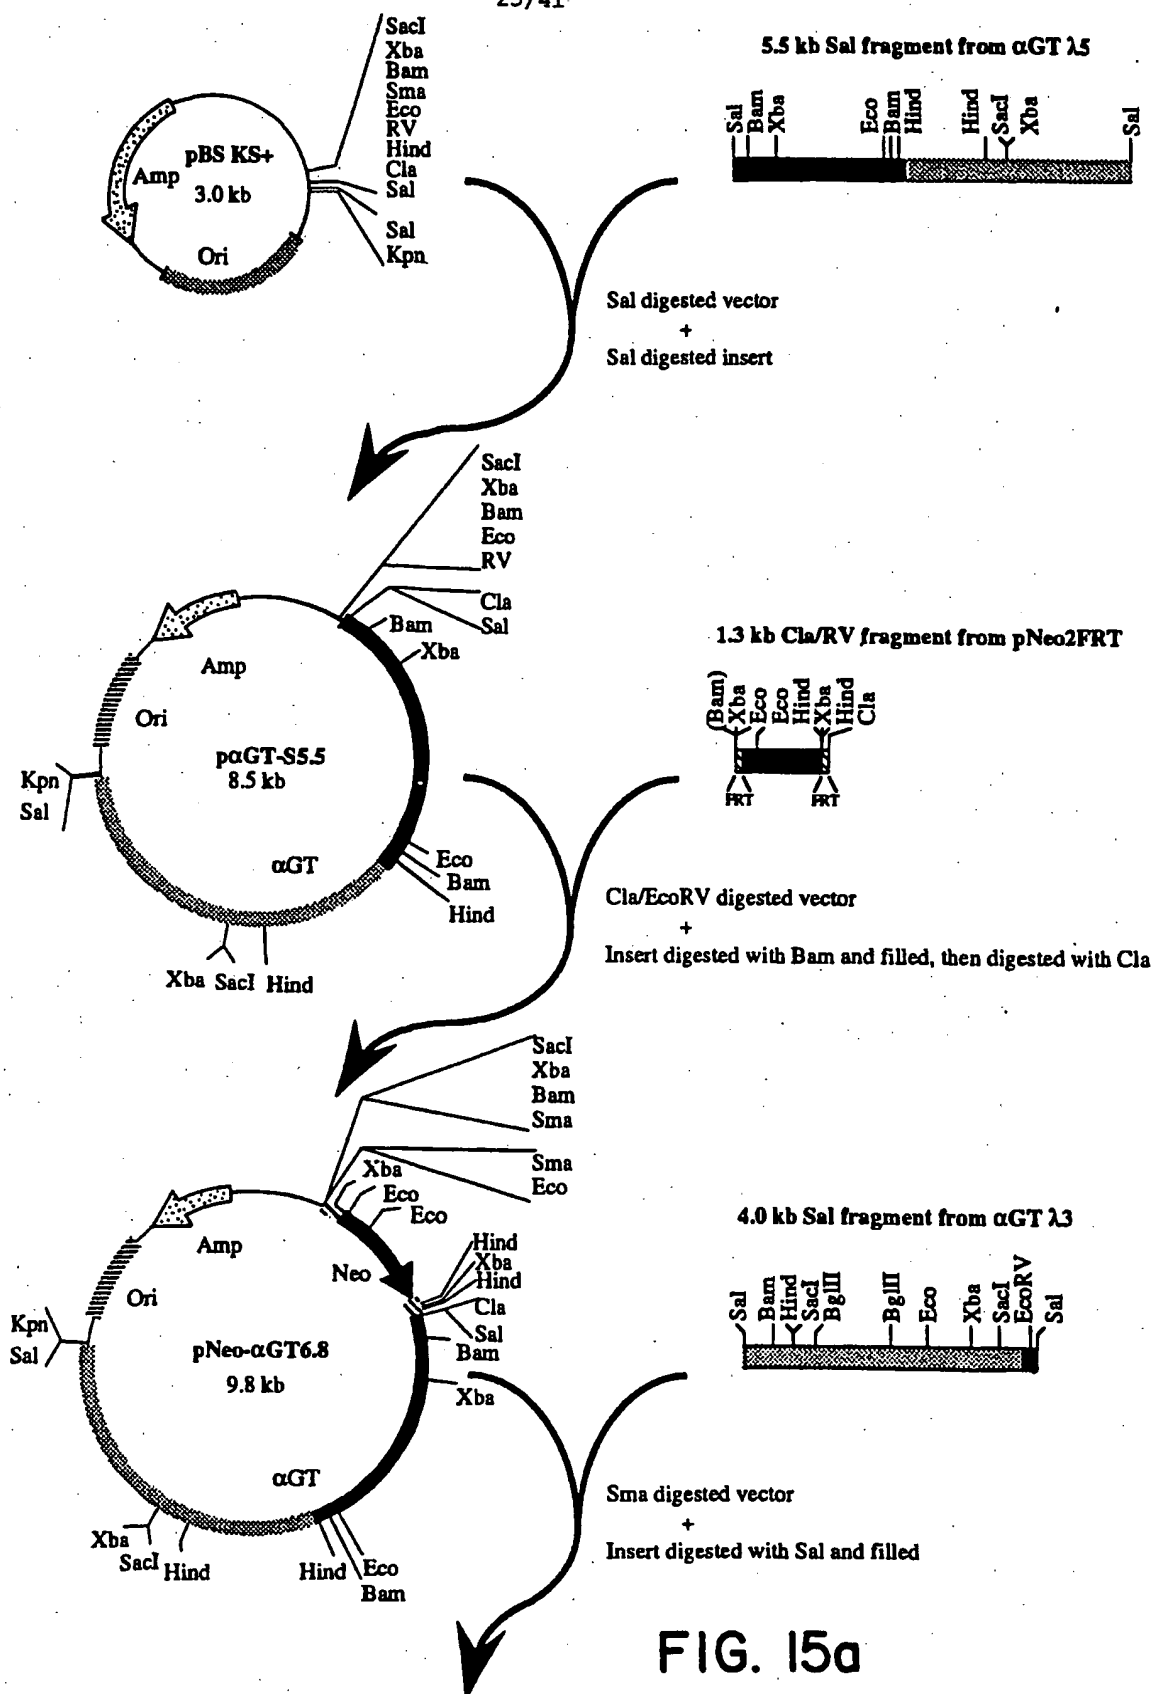 23/41
SacI
Xba
Bam
Sma
Eco
RV
Hind
Cla
Sal
Sal
Kpn
pBS KS+
3.0 kb
Amp
Ori
5.5 kb Sal fragment from αGT λ5
Sal
Bam
Xba
Eco
Bam
Hind
Hind
SacI
Xba
Sal
Sal digested vector
+
Sal digested insert
SacI
Xba
Bam
Eco
RV
Cla
Sal
Bam
Xba
Amp
Ori
pαGT-S5.5
8.5 kb
Kpn
Sal
αGT
Eco
Bam
Hind
Xba SacI Hind
1.3 kb Cla/RV fragment from pNeo2FRT
(Bam)
Xba
Eco
Eco
Hind
Xba
Hind
Cla
FRT
FRT
Cla/EcoRV digested vector
+
Insert digested with Bam and filled, then digested with Cla
SacI
Xba
Bam
Sma
Sma
Eco
Xba
Eco
Eco
Amp
Neo
Hind
Xba
Hind
Cla
Sal
Bam
Xba
Ori
Kpn
Sal
pNeo-αGT6.8
9.8 kb
αGT
Xba
SacI
Hind
Hind
Eco
Bam
4.0 kb Sal fragment from αGT λ3
Sal
Bam
Hind
SacI
BglII
BglII
Eco
Xba
SacI
EcoRV
Sal
Sma digested vector
+
Insert digested with Sal and filled
FIG. 15a